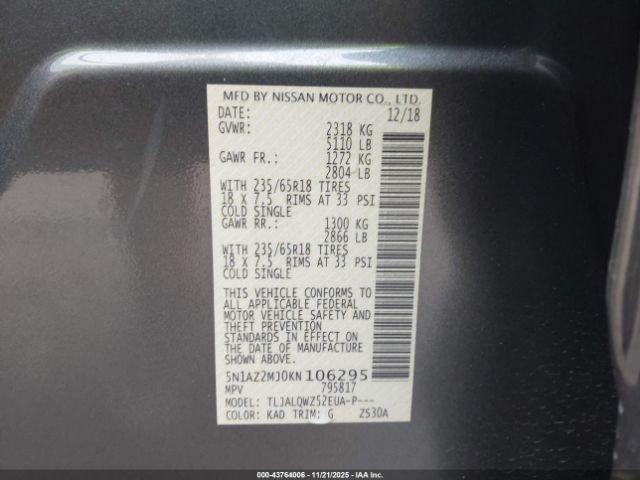 MFD BY NISSAN MOTOR CO., LTD.
DATE: 12/18
GVWR: 2318 KG
5110 LB
GAWR FR.: 1272 KG
2804 LB
WITH 235/65R18 TIRES
18 X 7.5 RIMS AT 33 PSI
COLD SINGLE
GAWR RR.: 1300 KG
2866 LB
WITH 235/65R18 TIRES
18 X 7.5 RIMS AT 33 PSI
COLD SINGLE
THIS VEHICLE CONFORMS TO
ALL APPLICABLE FEDERAL
MOTOR VEHICLE SAFETY AND
THEFT PREVENTION
STANDARDS IN EFFECT ON
THE DATE OF MANUFACTURE
SHOWN ABOVE.
5N1AZ2MJ0KN106295
MPV 795817
MODEL: TLJALQWZ52EUA-P---
COLOR: KAD TRIM: G ZS30A
000-43764006 - 11/21/2025 - IAA Inc.